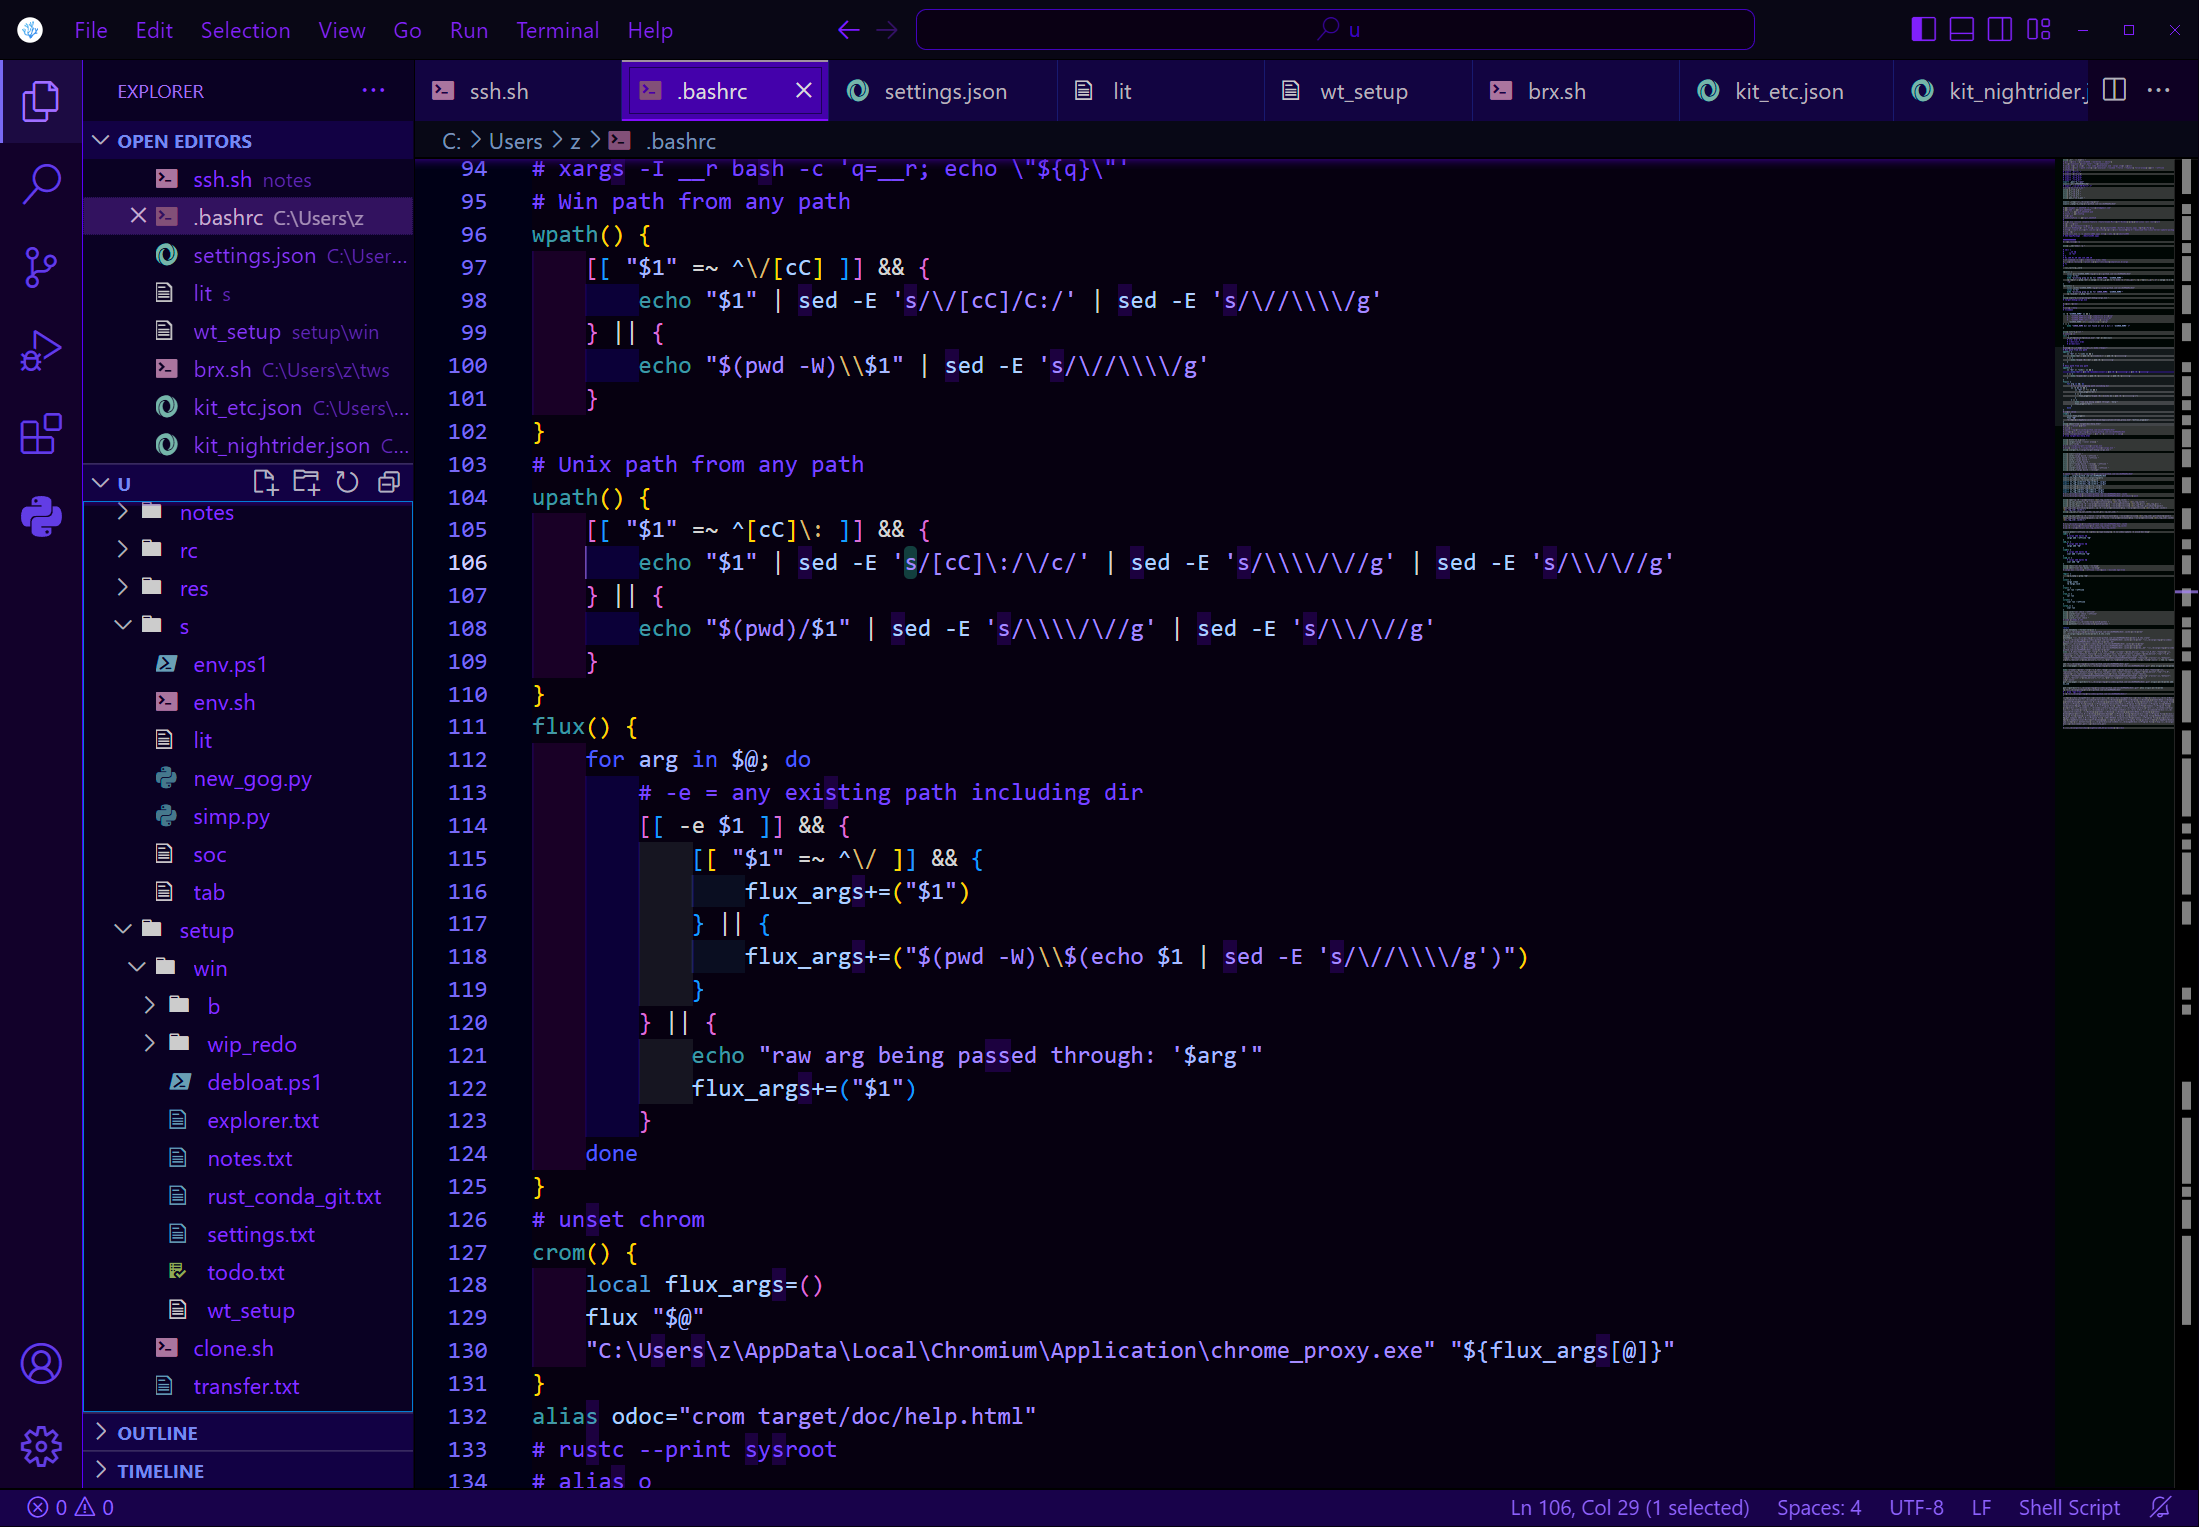 File Edit Selection View Go Run Terminal Help
u
EXPLORER
OPEN EDITORS
ssh.sh notes
.bashrc C:\Users\z
settings.json C:\User...
lit s
wt_setup setup\win
brx.sh C:\Users\z\tws
kit_etc.json C:\Users\...
kit_nightrider.json C...
U
notes
rc
res
s
env.ps1
env.sh
lit
new_gog.py
simp.py
soc
tab
setup
win
b
wip_redo
debloat.ps1
explorer.txt
notes.txt
rust_conda_git.txt
settings.txt
todo.txt
wt_setup
clone.sh
transfer.txt
OUTLINE
TIMELINE
ssh.sh .bashrc settings.json lit wt_setup brx.sh kit_etc.json kit_nightrider.j
C: > Users > z > .bashrc
94 # xargs -I __r bash -c 'q=__r; echo \"${q}\"'
95 # Win path from any path
96 wpath() {
97     [[ "$1" =~ ^\/[cC] ]] && {
98         echo "$1" | sed -E 's/\/[cC]/C:/' | sed -E 's/\//\\\\/g'
99     } || {
100         echo "$(pwd -W)\\$1" | sed -E 's/\//\\\\/g'
101     }
102 }
103 # Unix path from any path
104 upath() {
105     [[ "$1" =~ ^[cC]\: ]] && {
106         echo "$1" | sed -E 's/[cC]\:/\/c/' | sed -E 's/\\\\/\//g' | sed -E 's/\\/\//g'
107     } || {
108         echo "$(pwd)/$1" | sed -E 's/\\\\/\//g' | sed -E 's/\\/\//g'
109     }
110 }
111 flux() {
112     for arg in $@; do
113         # -e = any existing path including dir
114         [[ -e $1 ]] && {
115             [[ "$1" =~ ^\/ ]] && {
116                 flux_args+=("$1")
117             } || {
118                 flux_args+=("$(pwd -W)\\$(echo $1 | sed -E 's/\//\\\\/g')")
119             }
120         } || {
121             echo "raw arg being passed through: '$arg'"
122             flux_args+=("$1")
123         }
124     done
125 }
126 # unset chrom
127 crom() {
128     local flux_args=()
129     flux "$@"
130     "C:\Users\z\AppData\Local\Chromium\Application\chrome_proxy.exe" "${flux_args[@]}"
131 }
132 alias odoc="crom target/doc/help.html"
133 # rustc --print sysroot
134 # alias o
0 0 Ln 106, Col 29 (1 selected) Spaces: 4 UTF-8 LF Shell Script